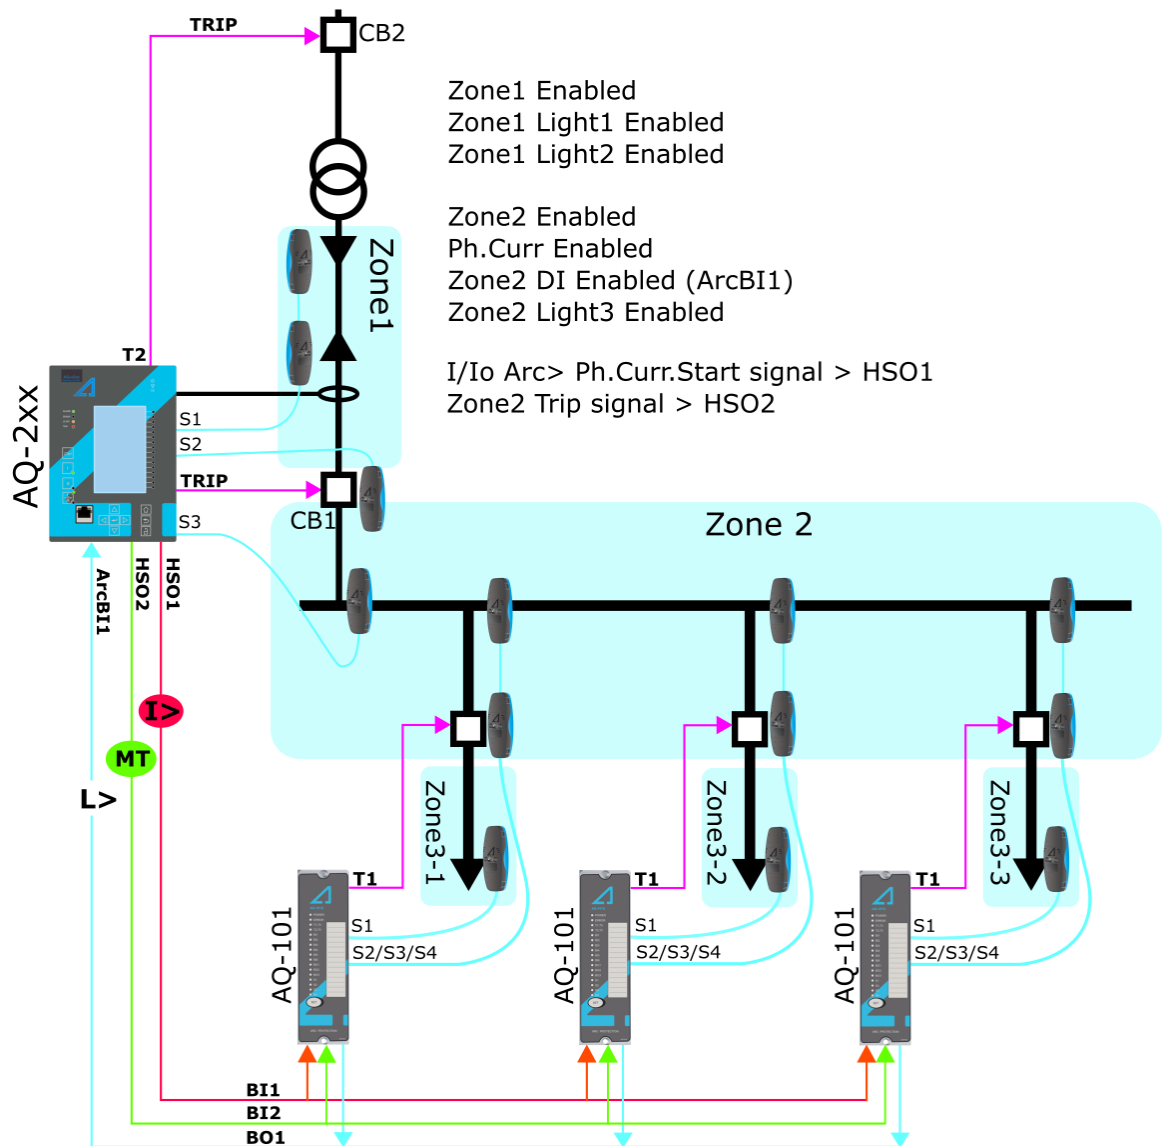 TRIP
CB2
Zone1 Enabled
Zone1 Light1 Enabled
Zone1 Light2 Enabled
Zone2 Enabled
Ph.Curr Enabled
Zone2 DI Enabled (ArcBI1)
Zone2 Light3 Enabled
I/Io Arc> Ph.Curr.Start signal > HSO1
Zone2 Trip signal > HSO2
Zone1
T2
AQ-2xx
S1
S2
TRIP
CB1
S3
Zone 2
ArcBI1
HSO2
HSO1
I>
MT
L>
Zone3-1
Zone3-2
Zone3-3
T1
T1
T1
AQ-101
S1
S2/S3/S4
AQ-101
S1
S2/S3/S4
AQ-101
S1
S2/S3/S4
BI1
BI2
BO1